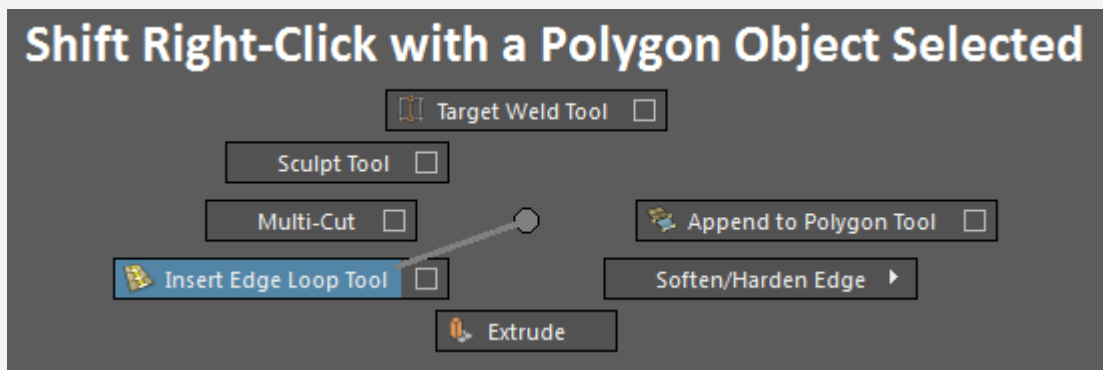 Shift Right-Click with a Polygon Object Selected
Target Weld Tool
Sculpt Tool
Multi-Cut
Append to Polygon Tool
Insert Edge Loop Tool
Soften/Harden Edge
Extrude